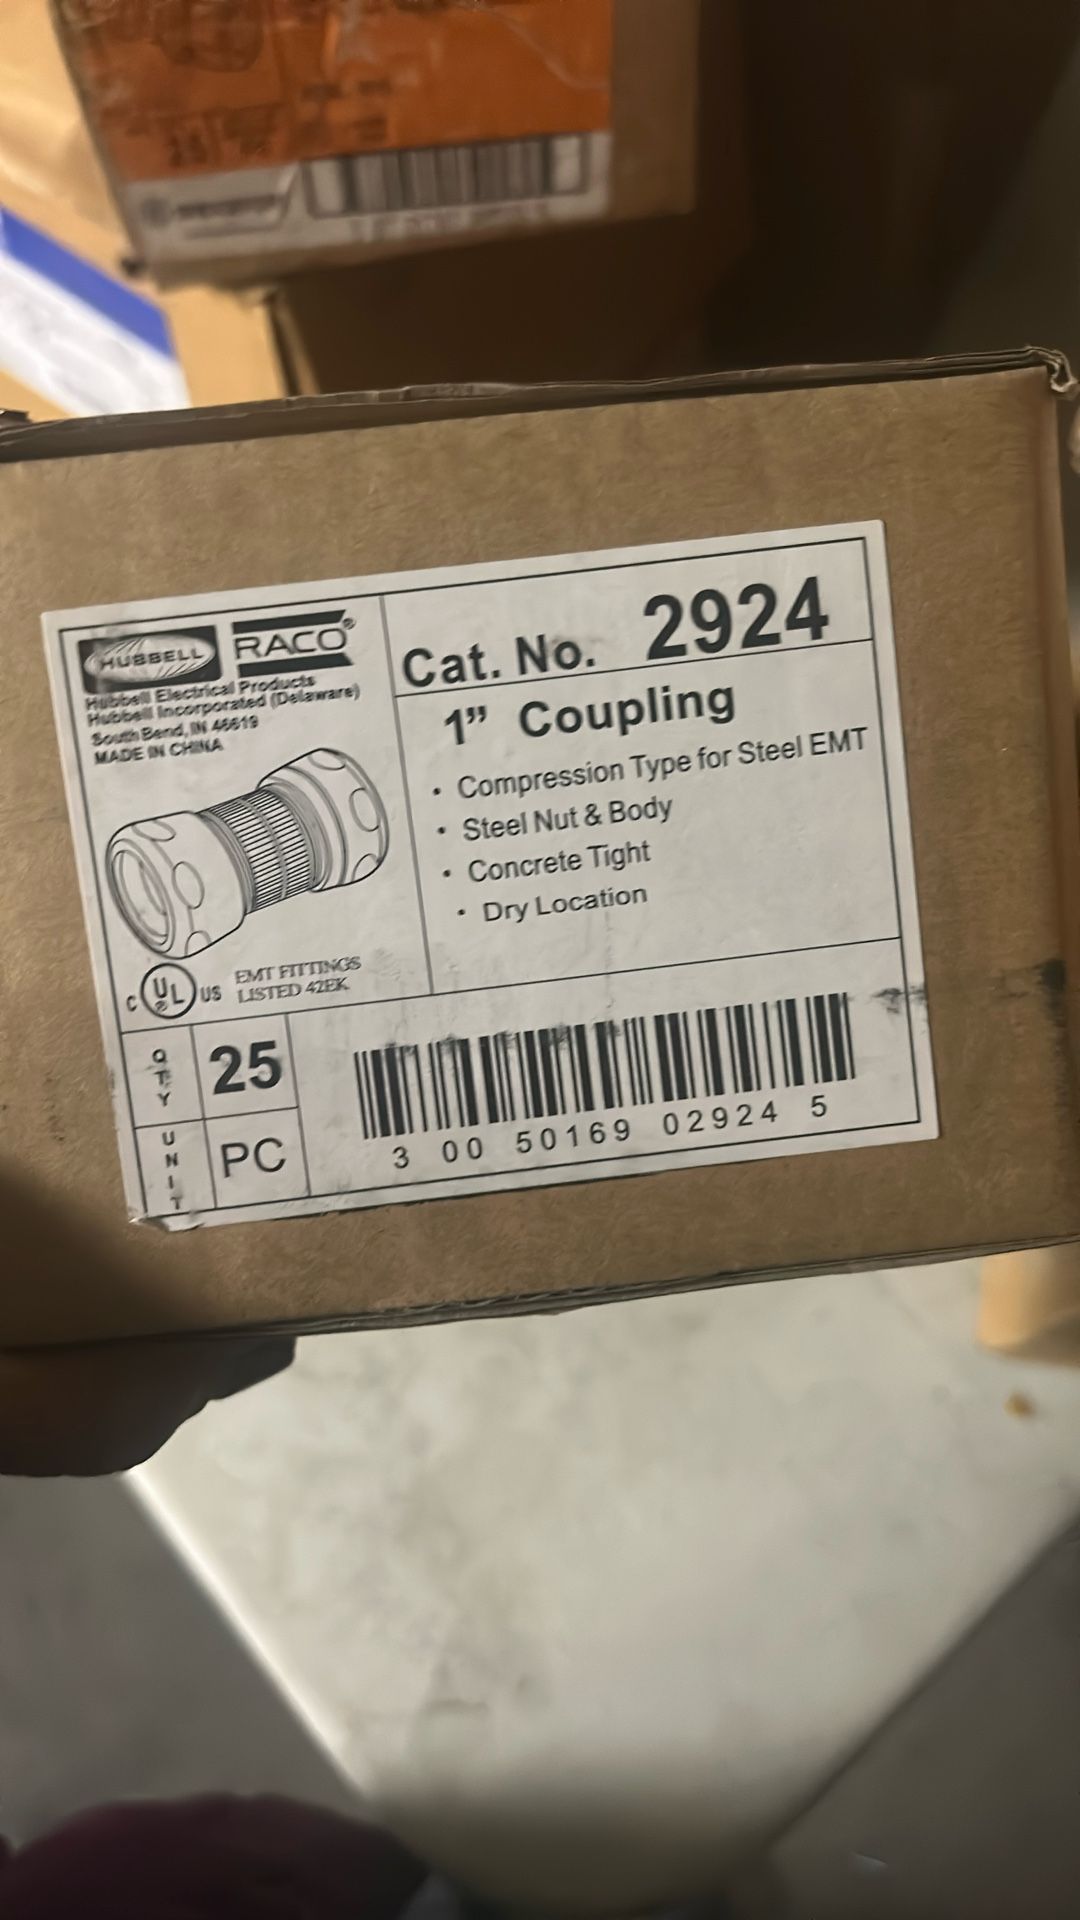 HUBBELL
RACO®
Hubbell Electrical Products
Hubbell Incorporated (Delaware)
South Bend, IN 46619
MADE IN CHINA
Cat. No. 2924
1” Coupling
• Compression Type for Steel EMT
• Steel Nut & Body
• Concrete Tight
• Dry Location
C UL® US
EMT FITTINGS
LISTED 42EK
QTY
25
UNIT
PC
3 00 50169 02924 5